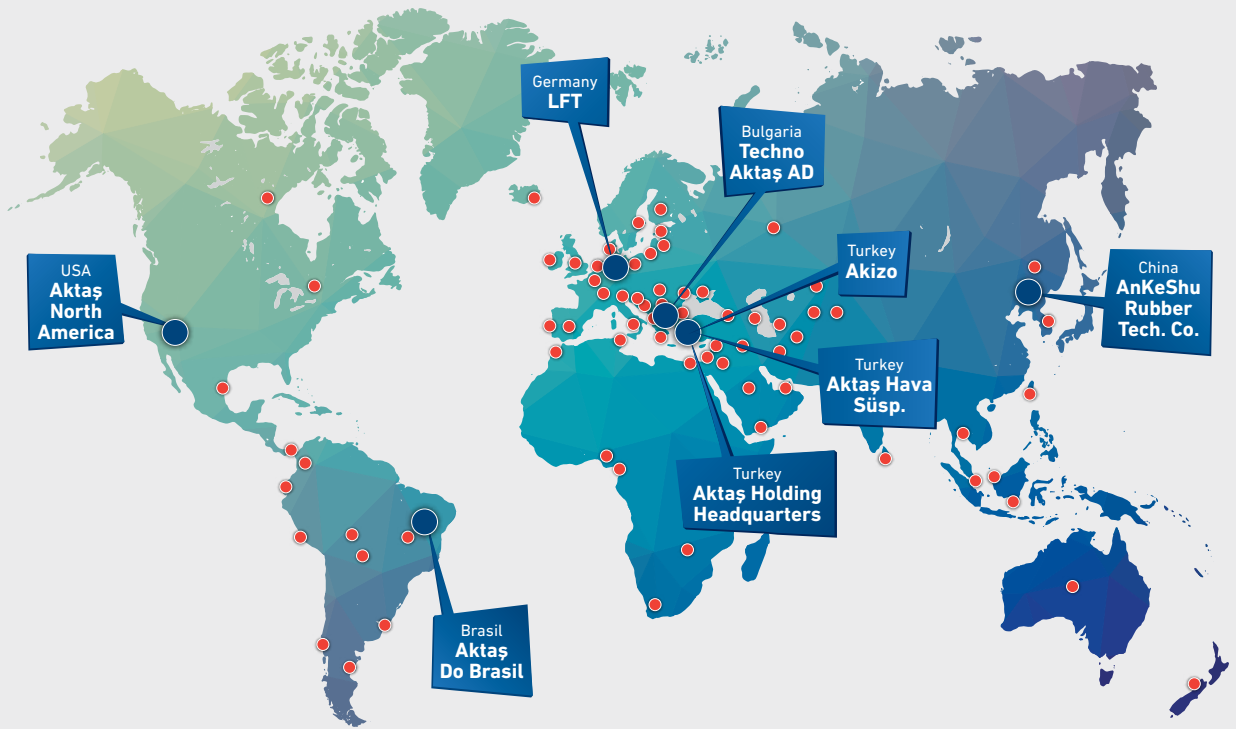 Germany
LFT
Bulgaria
Techno
Aktaş AD
Turkey
Akizo
USA
Aktaş
North
America
China
AnKeShu
Rubber
Tech. Co.
Turkey
Aktaş Hava
Süsp.
Turkey
Aktaş Holding
Headquarters
Brasil
Aktaş
Do Brasil